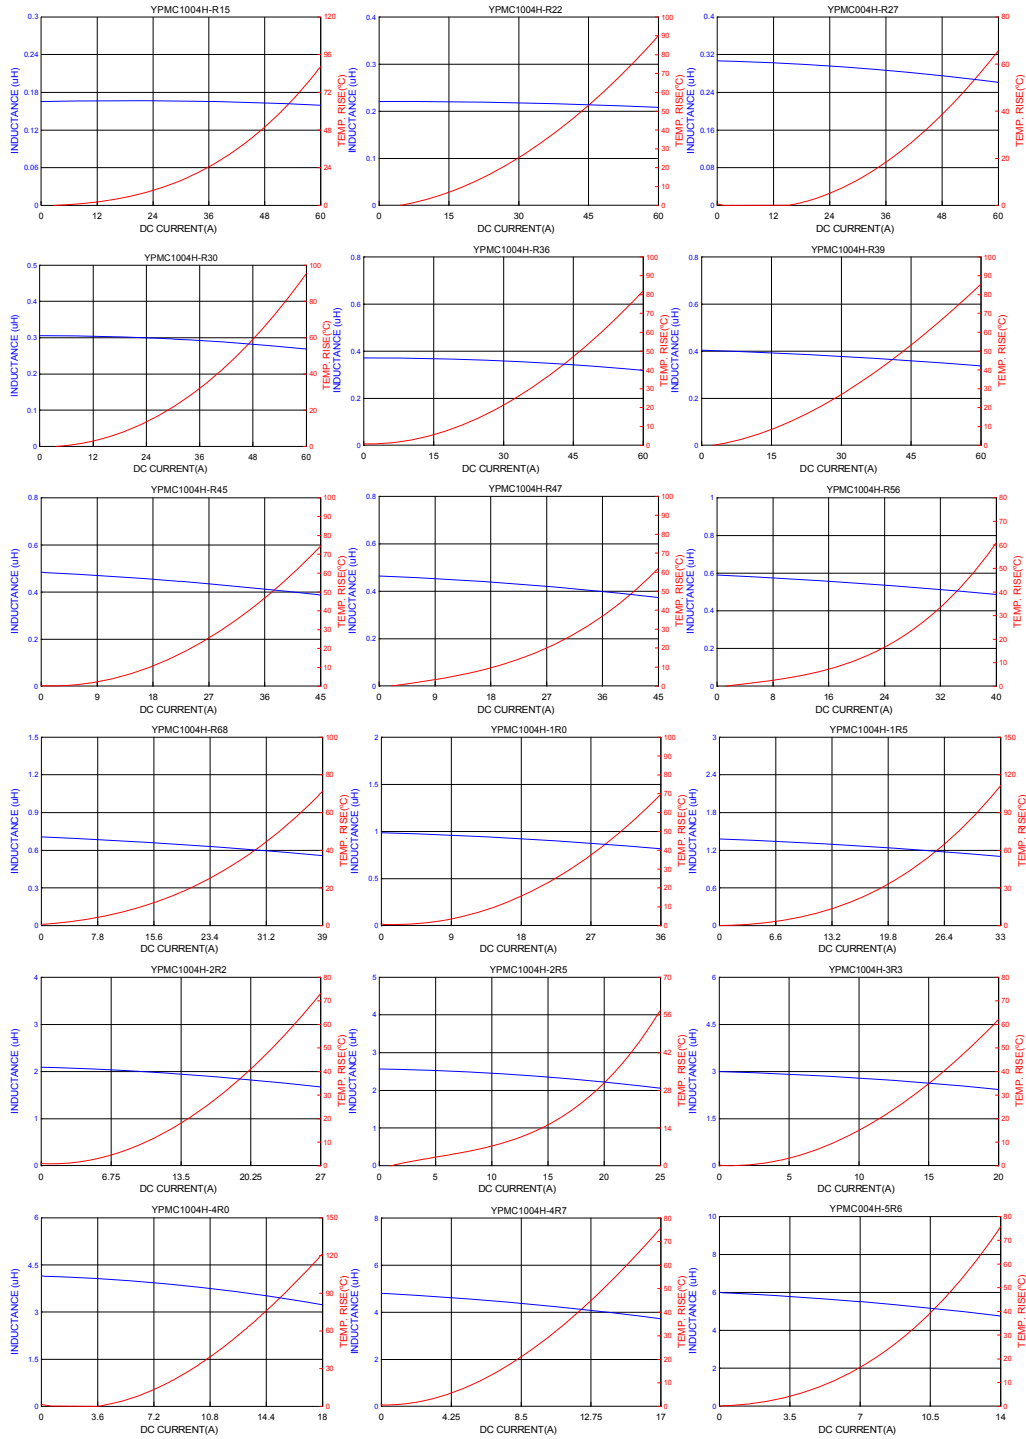 YPMC1004H-R15
INDUCTANCE (uH)
0.3
0.24
0.18
0.12
0.06
0
120
96
72
48
24
0
TEMP. RISE(ºC)
0 12 24 36 48 60
DC CURRENT(A)
YPMC1004H-R22
INDUCTANCE (uH)
0.4
0.3
0.2
0.1
0
100
90
80
70
60
50
40
30
20
10
0
TEMP. RISE(ºC)
0 15 30 45 60
DC CURRENT(A)
YPMC004H-R27
INDUCTANCE (uH)
0.4
0.32
0.24
0.16
0.08
0
80
60
40
20
0
TEMP. RISE(ºC)
0 12 24 36 48 60
DC CURRENT(A)
YPMC1004H-R30
INDUCTANCE (uH)
0.5
0.4
0.3
0.2
0.1
0
100
80
60
40
20
0
TEMP. RISE(ºC)
0 12 24 36 48 60
DC CURRENT(A)
YPMC1004H-R36
INDUCTANCE (uH)
0.8
0.6
0.4
0.2
0
100
90
80
70
60
50
40
30
20
10
0
TEMP. RISE(ºC)
0 15 30 45 60
DC CURRENT(A)
YPMC1004H-R39
INDUCTANCE (uH)
0.8
0.6
0.4
0.2
0
100
90
80
70
60
50
40
30
20
10
0
TEMP. RISE(ºC)
0 15 30 45 60
DC CURRENT(A)
YPMC1004H-R45
INDUCTANCE (uH)
0.8
0.6
0.4
0.2
0
100
90
80
70
60
50
40
30
20
10
0
TEMP. RISE(ºC)
0 9 18 27 36 45
DC CURRENT(A)
YPMC1004H-R47
INDUCTANCE (uH)
0.8
0.6
0.4
0.2
0
100
90
80
70
60
50
40
30
20
10
0
TEMP. RISE(ºC)
0 9 18 27 36 45
DC CURRENT(A)
YPMC1004H-R56
INDUCTANCE (uH)
1
0.8
0.6
0.4
0.2
0
80
70
60
50
40
30
20
10
0
TEMP. RISE(ºC)
0 8 16 24 32 40
DC CURRENT(A)
YPMC1004H-R68
INDUCTANCE (uH)
1.5
1.2
0.9
0.6
0.3
0
100
80
60
40
20
0
TEMP. RISE(ºC)
0 7.8 15.6 23.4 31.2 39
DC CURRENT(A)
YPMC1004H-1R0
INDUCTANCE (uH)
2
1.5
1
0.5
0
100
90
80
70
60
50
40
30
20
10
0
TEMP. RISE(ºC)
0 9 18 27 36
DC CURRENT(A)
YPMC1004H-1R5
INDUCTANCE (uH)
3
2.4
1.8
1.2
0.6
0
150
120
90
60
30
0
TEMP. RISE(ºC)
0 6.6 13.2 19.8 26.4 33
DC CURRENT(A)
YPMC1004H-2R2
INDUCTANCE (uH)
4
3
2
1
0
80
70
60
50
40
30
20
10
0
TEMP. RISE(ºC)
0 6.75 13.5 20.25 27
DC CURRENT(A)
YPMC1004H-2R5
INDUCTANCE (uH)
5
4
3
2
1
0
70
56
42
28
14
0
TEMP. RISE(ºC)
0 5 10 15 20 25
DC CURRENT(A)
YPMC1004H-3R3
INDUCTANCE (uH)
6
4.5
3
1.5
0
80
70
60
50
40
30
20
10
0
TEMP. RISE(ºC)
0 5 10 15 20
DC CURRENT(A)
YPMC1004H-4R0
INDUCTANCE (uH)
6
4.5
3
1.5
0
150
120
90
60
30
0
TEMP. RISE(ºC)
0 3.6 7.2 10.8 14.4 18
DC CURRENT(A)
YPMC1004H-4R7
INDUCTANCE (uH)
8
6
4
2
0
80
70
60
50
40
30
20
10
0
TEMP. RISE(ºC)
0 4.25 8.5 12.75 17
DC CURRENT(A)
YPMC004H-5R6
INDUCTANCE (uH)
10
8
6
4
2
0
80
70
60
50
40
30
20
10
0
TEMP. RISE(ºC)
0 3.5 7 10.5 14
DC CURRENT(A)